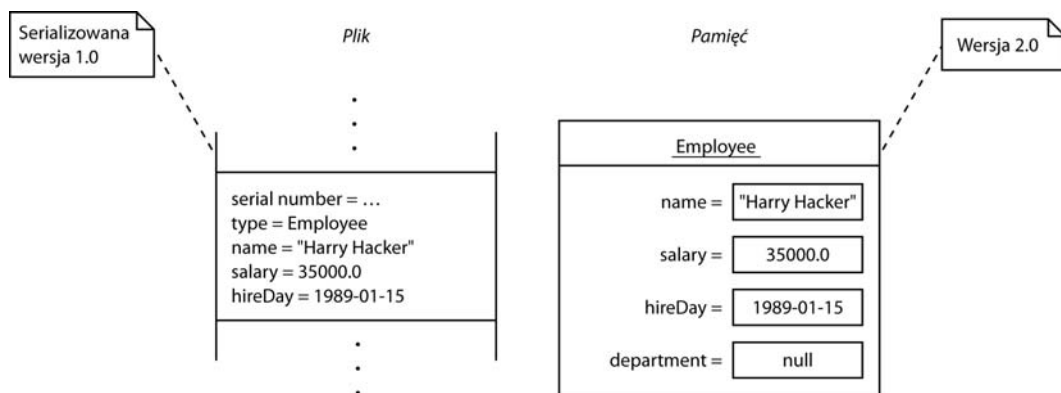 Serializowana
wersja 1.0
Plik
Pamięć
Wersja 2.0
serial number = ...
type = Employee
name = "Harry Hacker"
salary = 35000.0
hireDay = 1989-01-15
Employee
name = "Harry Hacker"
salary = 35000.0
hireDay = 1989-01-15
department = null